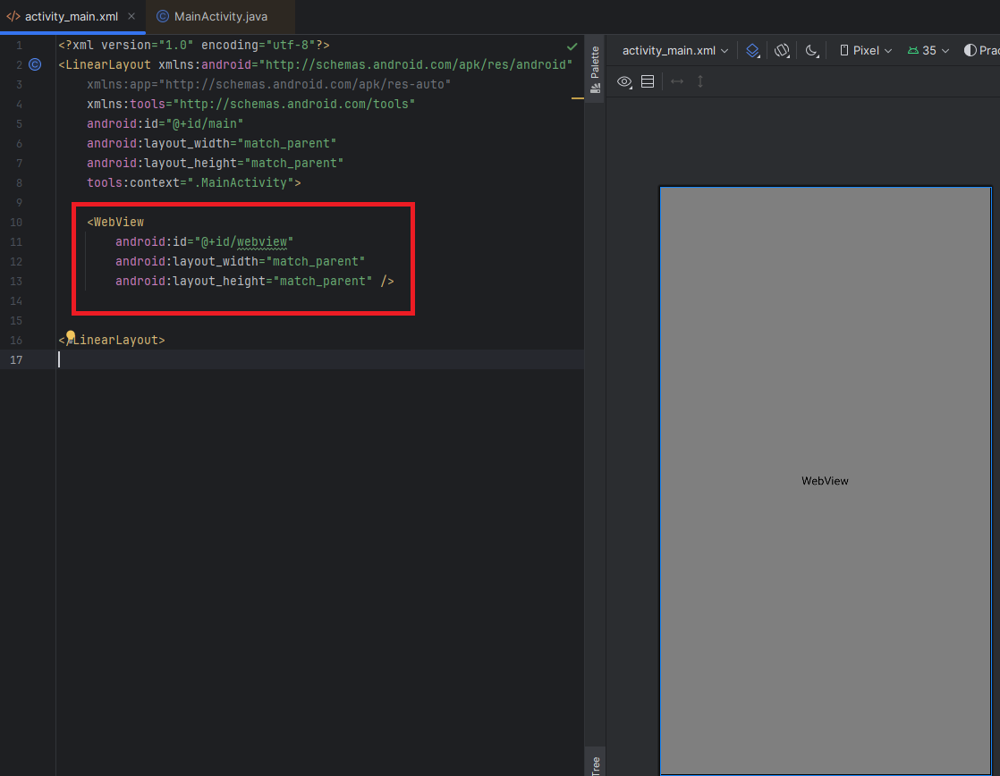 activity_main.xml
MainActivity.java
1 <?xml version="1.0" encoding="utf-8"?>
2 <LinearLayout xmlns:android="http://schemas.android.com/apk/res/android"
3 xmlns:app="http://schemas.android.com/apk/res-auto"
4 xmlns:tools="http://schemas.android.com/tools"
5 android:id="@+id/main"
6 android:layout_width="match_parent"
7 android:layout_height="match_parent"
8 tools:context=".MainActivity">
9
10 <WebView
11 android:id="@+id/webview"
12 android:layout_width="match_parent"
13 android:layout_height="match_parent" />
14
15
16 </LinearLayout>
17
Palette
Tree
activity_main.xml Pixel 35 Prac
WebView